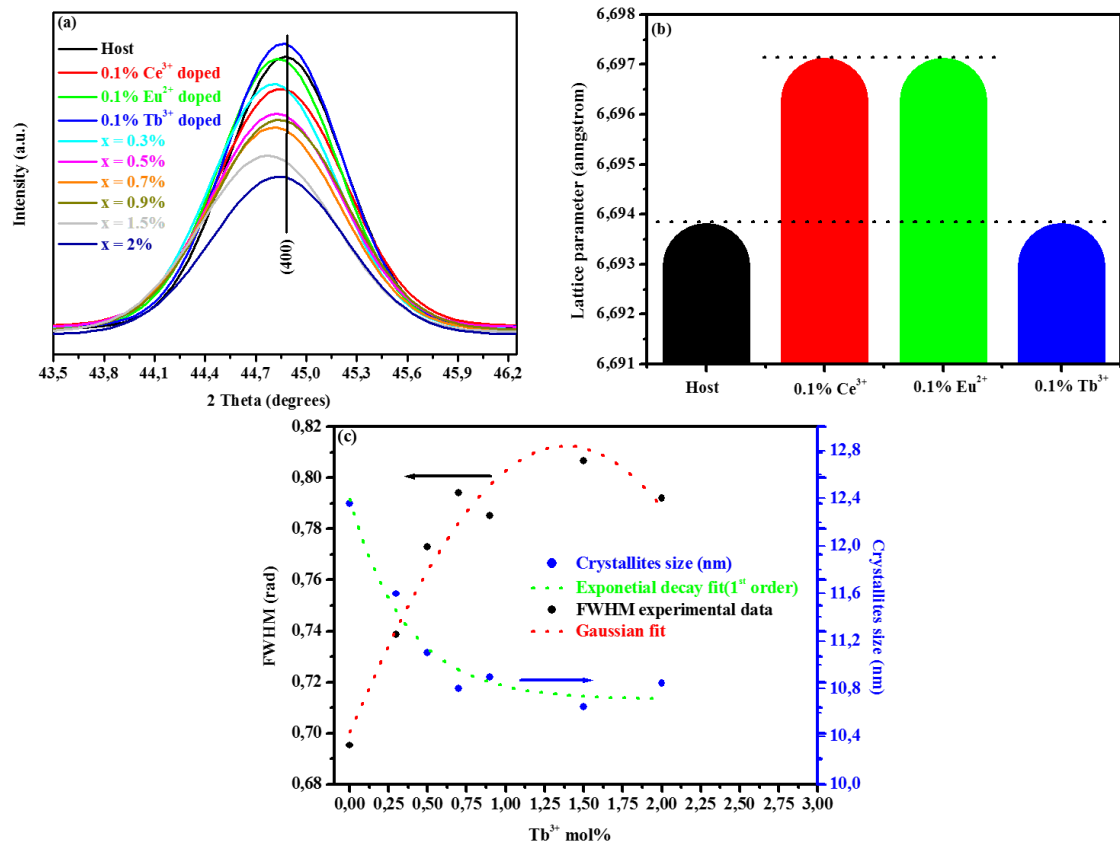 (a)
Host
0.1% Ce³⁺ doped
0.1% Eu²⁺ doped
0.1% Tb³⁺ doped
x = 0.3%
x = 0.5%
x = 0.7%
x = 0.9%
x = 1.5%
x = 2%
(400)
Intensity (a.u.)
43,5 44,1 44,4 44,7 45,0 45,3 45,6 45,9 46,2
2 Theta (degrees)
(b)
6,698
6,697
6,696
6,695
6,694
6,693
6,692
6,691
Lattice parameter (anngstrom)
Host 0.1% Ce³⁺ 0.1% Eu²⁺ 0.1% Tb³⁺
(c)
0,82
0,80
0,78
0,76
0,74
0,72
0,70
0,68
FWHM (rad)
Crystallites size (nm)
Exponetial decay fit(1ˢᵗ order)
FWHM experimental data
Gaussian fit
12,8
12,4
12,0
11,6
11,2
10,8
10,4
10,0
Crystallites size (nm)
0,00 0,25 0,50 0,75 1,00 1,25 1,50 1,75 2,00 2,25 2,50 2,75 3,00
Tb³⁺ mol%